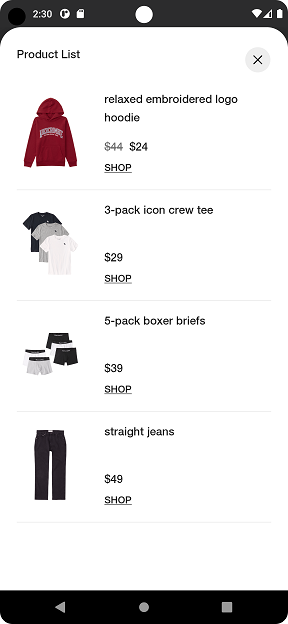 2:30
Product List
relaxed embroidered logo
hoodie
$44 $24
SHOP
3-pack icon crew tee
$29
SHOP
5-pack boxer briefs
$39
SHOP
straight jeans
$49
SHOP